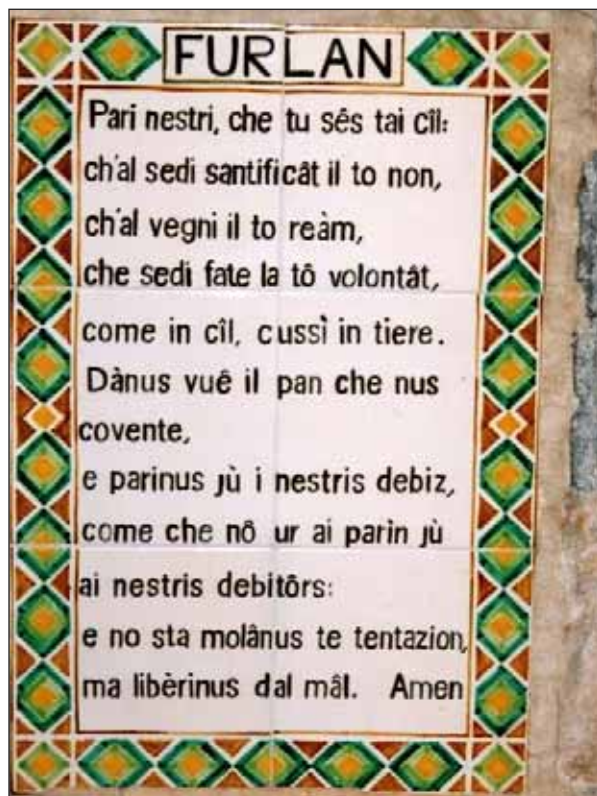 FURLAN
Pari nestri, che tu sês tai cîl:
ch'al sedi santificât il to non,
ch'al vegni il to reàm,
che sedi fate la tô volontât,
come in cîl, cussì in tiere.
Dànus vuê il pan che nus
covente,
e parinus jù i nestris debiz,
come che nô ur ai parìn jù
ai nestris debitôrs:
e no sta molânus te tentazion,
ma libèrinus dal mâl. Amen